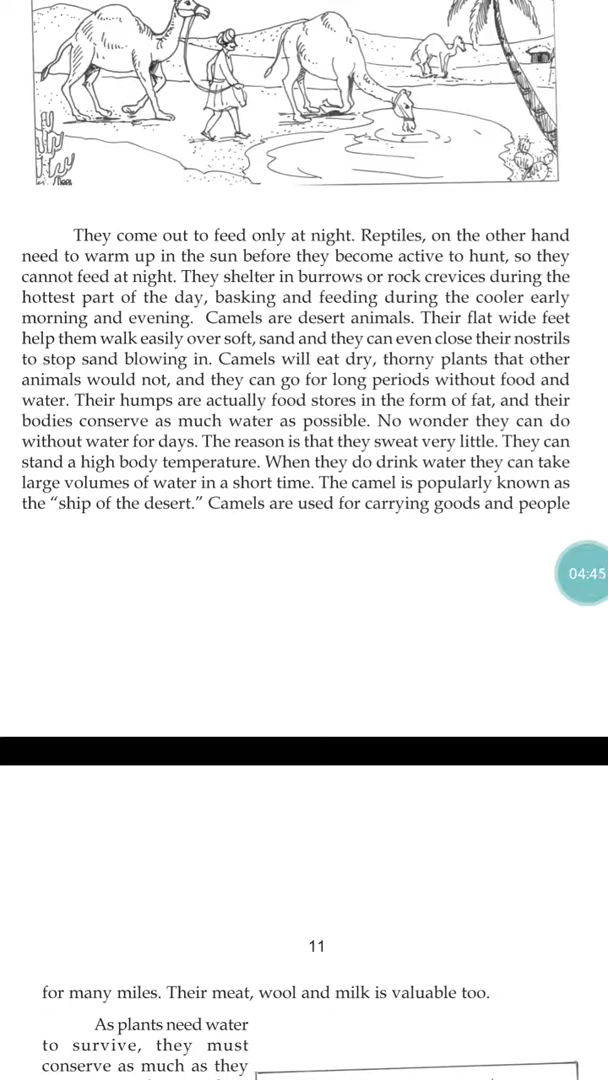 They come out to feed only at night. Reptiles, on the other hand
need to warm up in the sun before they become active to hunt, so they
cannot feed at night. They shelter in burrows or rock crevices during the
hottest part of the day, basking and feeding during the cooler early
morning and evening. Camels are desert animals. Their flat wide feet
help them walk easily over soft, sand and they can even close their nostrils
to stop sand blowing in. Camels will eat dry, thorny plants that other
animals would not, and they can go for long periods without food and
water. Their humps are actually food stores in the form of fat, and their
bodies conserve as much water as possible. No wonder they can do
without water for days. The reason is that they sweat very little. They can
stand a high body temperature. When they do drink water they can take
large volumes of water in a short time. The camel is popularly known as
the “ship of the desert.” Camels are used for carrying goods and people
04:45
11
for many miles. Their meat, wool and milk is valuable too.
As plants need water
to survive, they must
conserve as much as they